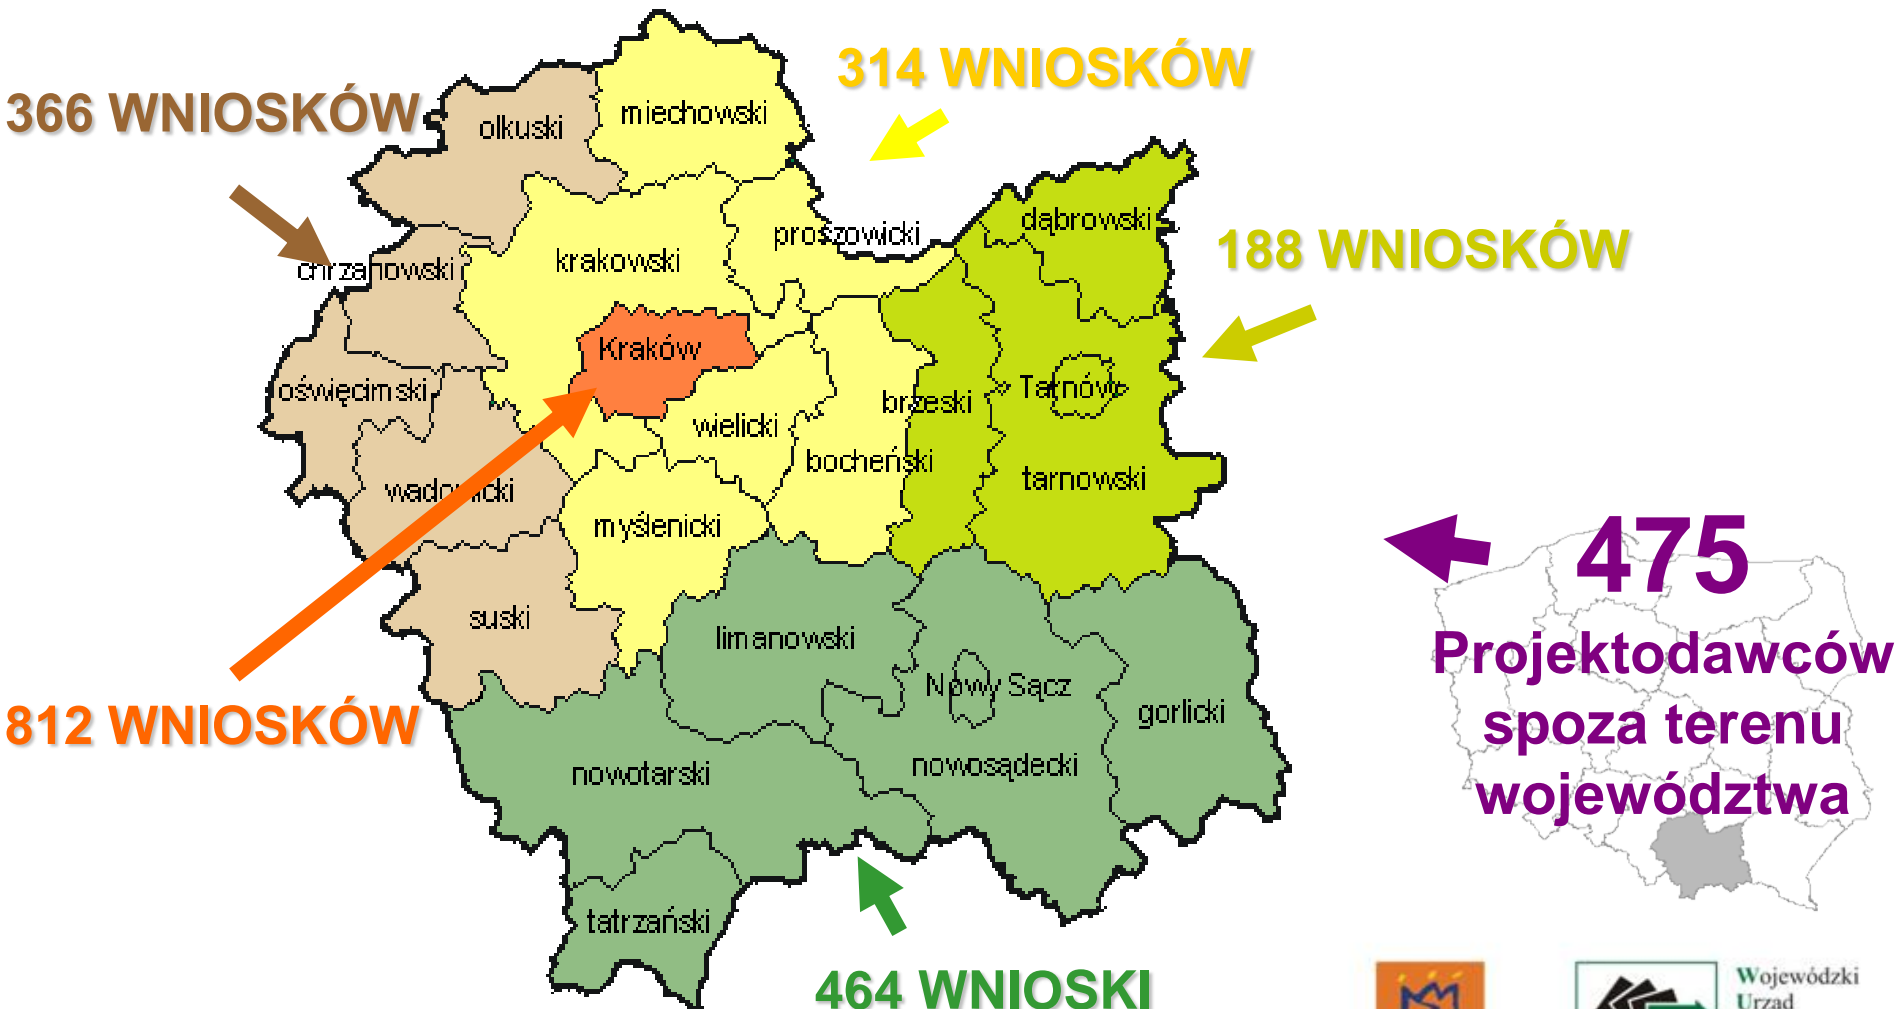 314 WNIOSKÓW
366 WNIOSKÓW
miechowski
olkuski
dąbrowski
proszowicki
188 WNIOSKÓW
krakowski
chrzanowski
Kraków
oświęcimski
Tarnów
brzeski
wielicki
bocheński
tarnowski
wadowicki
myślenicki
475
suski
limanowski
Projektodawców
Nowy Sącz
gorlicki
spoza terenu
812 WNIOSKÓW
nowotarski
nowosądecki
województwa
tatrzański
464 WNIOSKI
Wojewódzki
Urząd